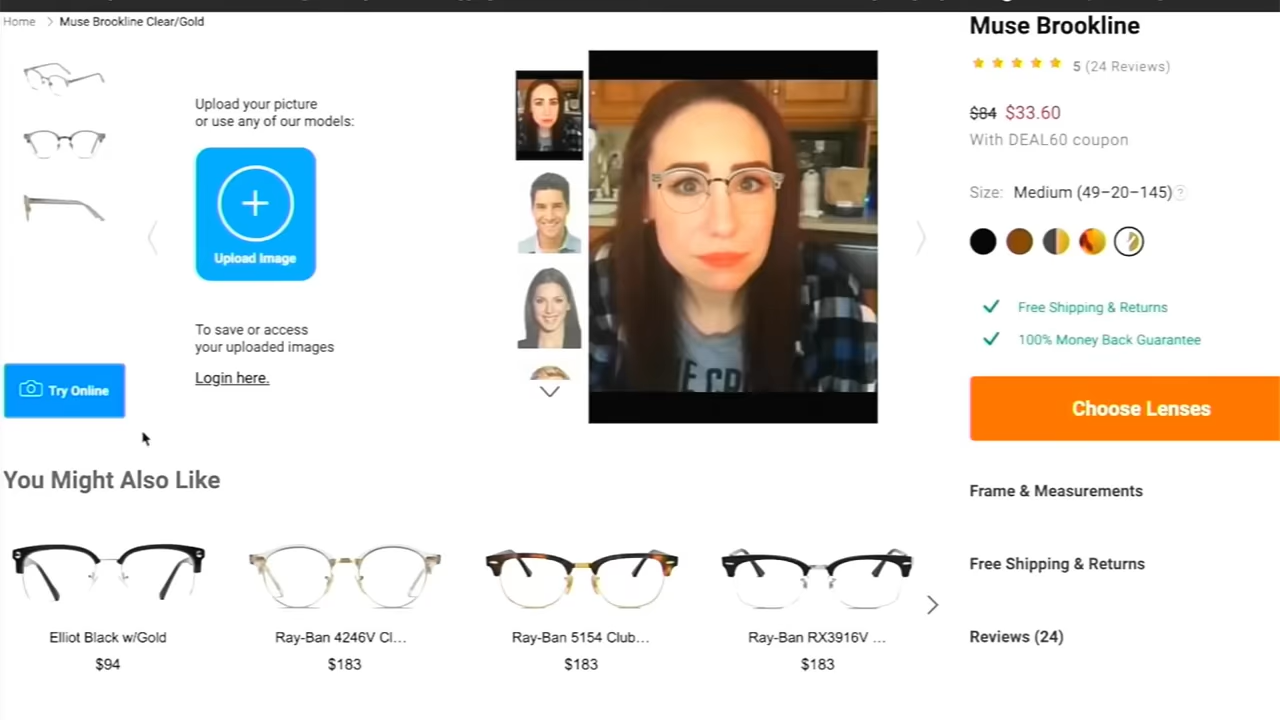 Home > Muse Brookline Clear/Gold
Upload your picture
or use any of our models:
Upload Image
To save or access
your uploaded images
Login here.
Try Online
E CR
Muse Brookline
5 (24 Reviews)
$84 $33.60
With DEAL60 coupon
Size: Medium (49–20–145) ?
Free Shipping & Returns
100% Money Back Guarantee
Choose Lenses
Frame & Measurements
Free Shipping & Returns
Reviews (24)
You Might Also Like
Elliot Black w/Gold
$94
Ray-Ban 4246V Cl...
$183
Ray-Ban 5154 Club...
$183
Ray-Ban RX3916V ...
$183